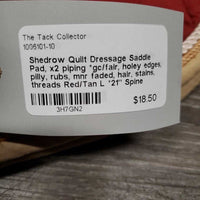 The Tack Collector
1006101-10
Shedrow Quilt Dressage Saddle
Pad, x2 piping *gc/fair, holey edges,
pilly, rubs, mnr faded, hair, stains,
threads Red/Tan L *21" Spine
$18.50
3H7GN2